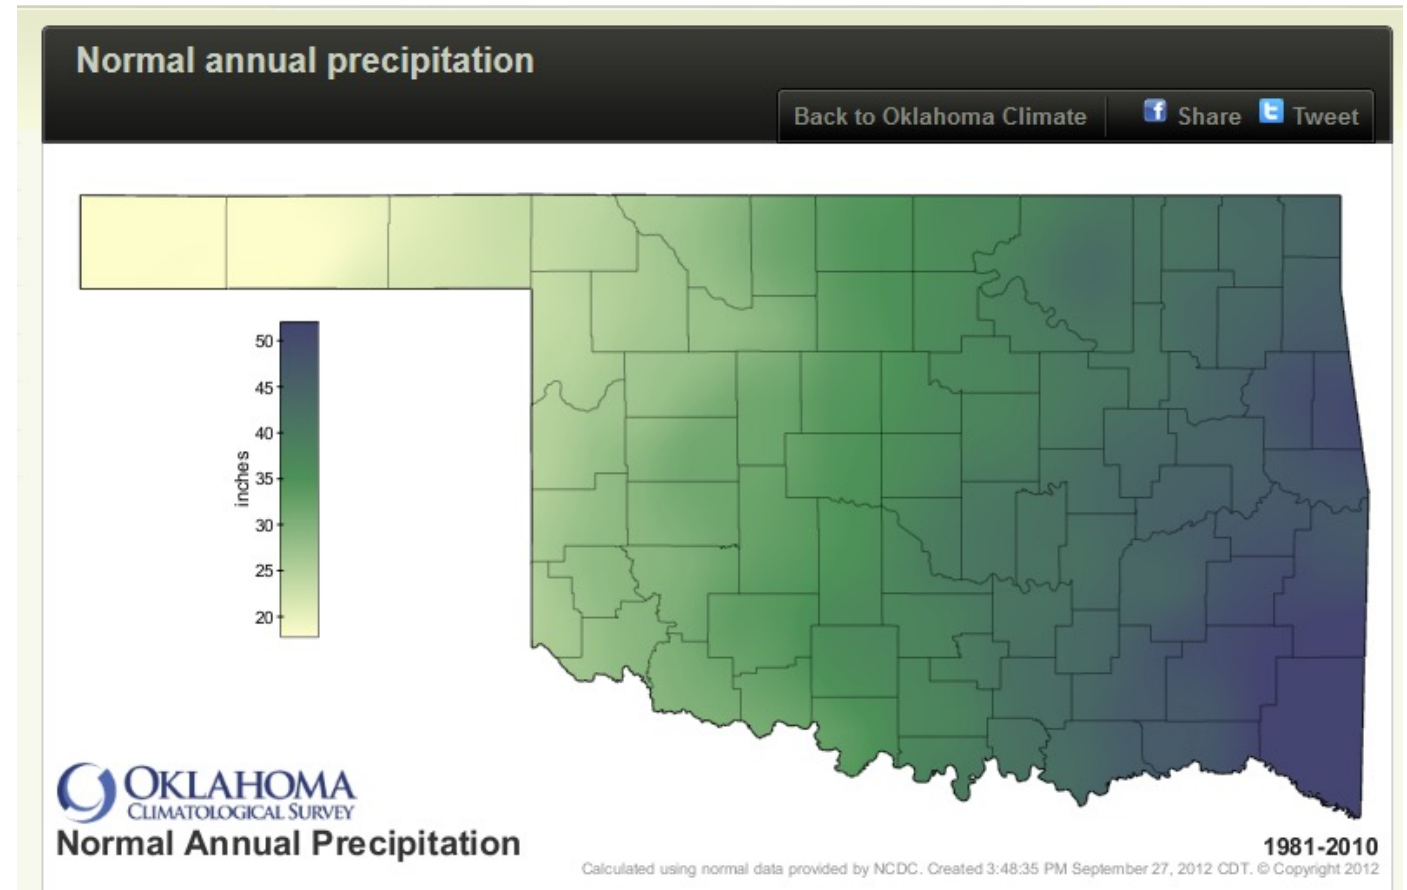 Normal annual precipitation
Back to Oklahoma Climate Share Tweet
50
45
40
35
30
25
20
inches
OKLAHOMA
CLIMATOLOGICAL SURVEY
Normal Annual Precipitation
1981-2010
Calculated using normal data provided by NCDC. Created 3:48:35 PM September 27, 2012 CDT. © Copyright 2012